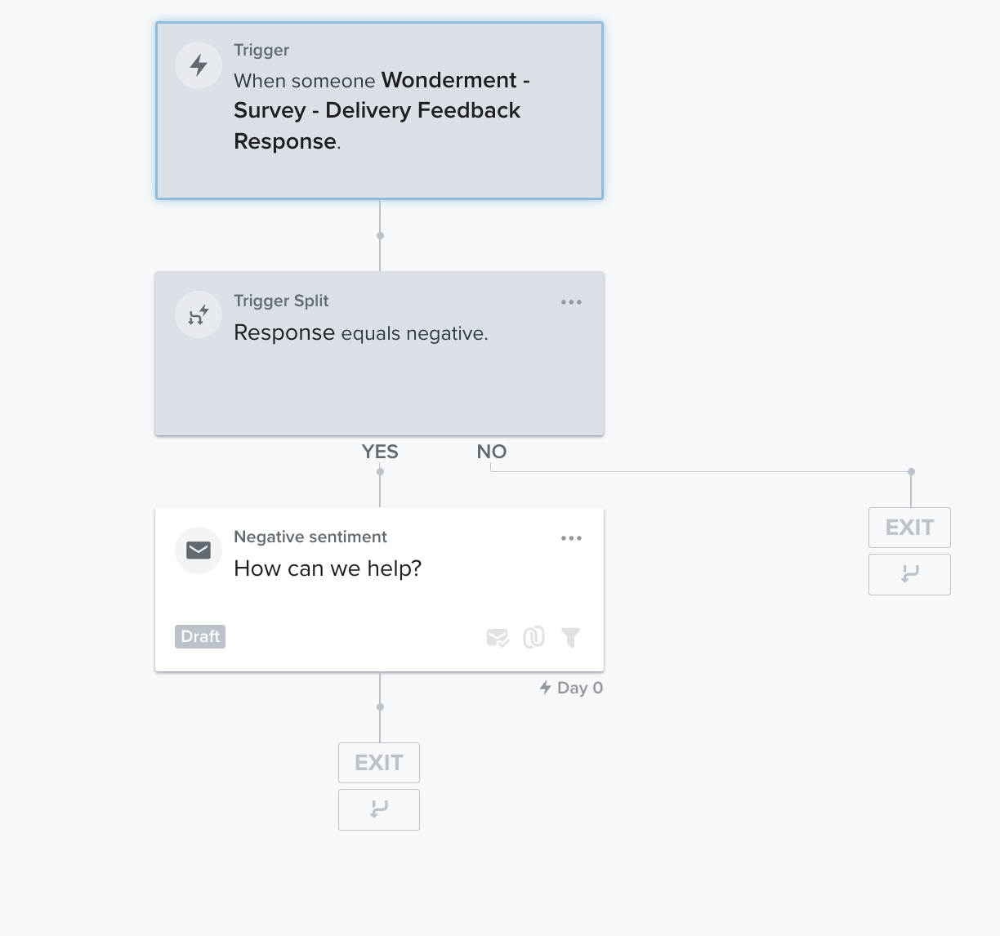 Trigger
When someone Wonderment -
Survey - Delivery Feedback
Response.
Trigger Split
Response equals negative.
YES
NO
Negative sentiment
How can we help?
EXIT
Draft
Day 0
EXIT